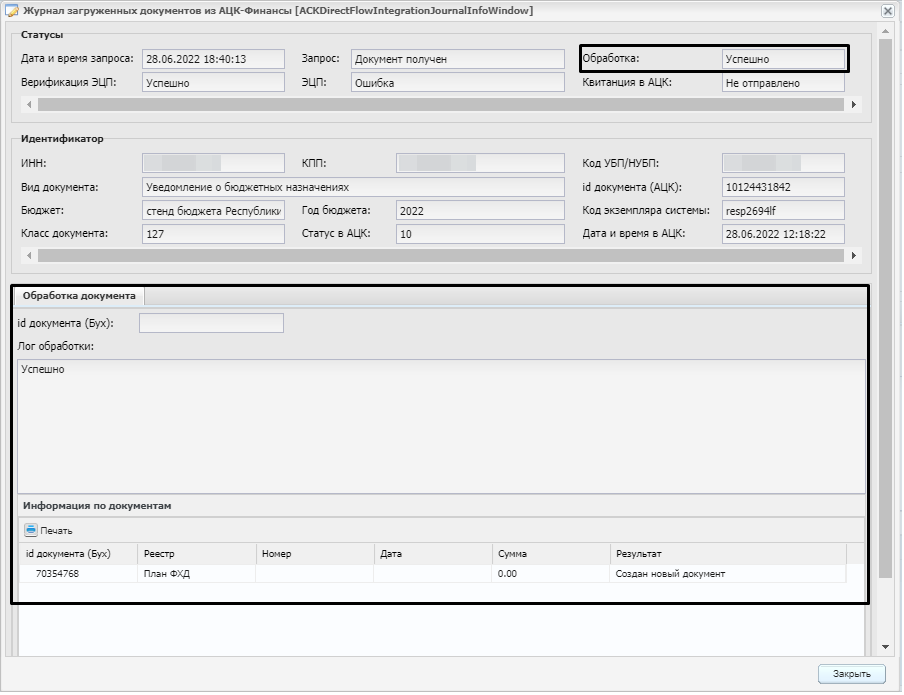 Журнал загруженных документов из АЦК-Финансы [ACKDirectFlowIntegrationJournalInfoWindow]
Статусы
Дата и время запроса: 28.06.2022 18:40:13 Запрос: Документ получен Обработка: Успешно
Верификация ЭЦП: Успешно ЭЦП: Ошибка Квитанция в АЦК: Не отправлено
Идентификатор
ИНН: КПП: Код УБП/НУБП:
Вид документа: Уведомление о бюджетных назначениях id документа (АЦК): 10124431842
Бюджет: стенд бюджета Республики Год бюджета: 2022 Код экземпляра системы: resp2694lf
Класс документа: 127 Статус в АЦК: 10 Дата и время в АЦК: 28.06.2022 12:18:22
Обработка документа
id документа (Бух):
Лог обработки:
Успешно
Информация по документам
Печать
id документа (Бух) Реестр Номер Дата Сумма Результат
70354768 План ФХД 0.00 Создан новый документ
Закрыть